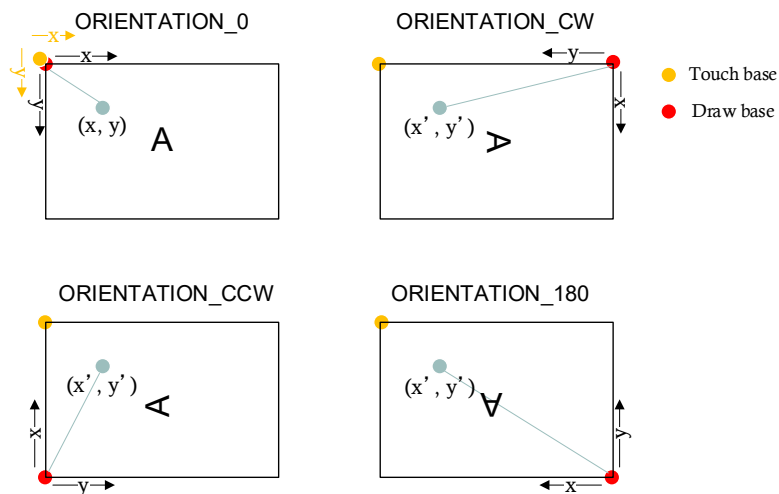 ORIENTATION_0
x
x
y
y
(x, y)
A
ORIENTATION_CW
y
x
(x’, y’)
A
Touch base
Draw base
ORIENTATION_CCW
(x’, y’)
A
x
y
ORIENTATION_180
(x’, y’)
A
y
x